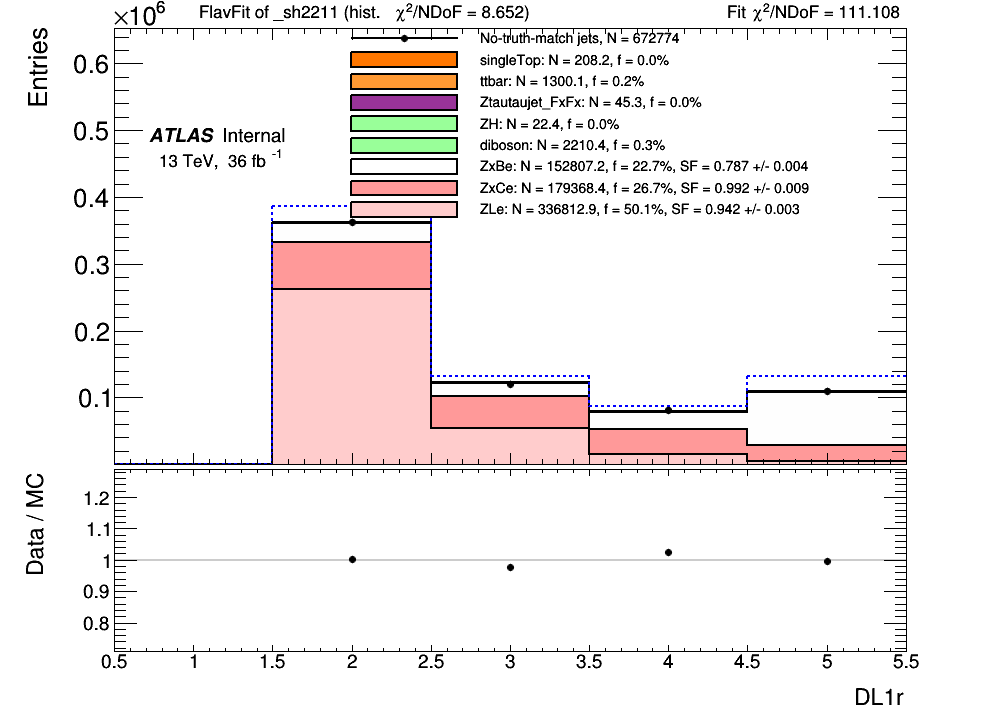 ×10⁶
FlavFit of _sh2211 (hist. χ²/NDoF = 8.652)
Fit χ²/NDoF = 111.108
Entries
0.6
0.5
0.4
0.3
0.2
0.1
ATLAS Internal
13 TeV, 36 fb⁻¹
No-truth-match jets, N = 672774
singleTop: N = 208.2, f = 0.0%
ttbar: N = 1300.1, f = 0.2%
Ztautaujet_FxFx: N = 45.3, f = 0.0%
ZH: N = 22.4, f = 0.0%
diboson: N = 2210.4, f = 0.3%
ZxBe: N = 152807.2, f = 22.7%, SF = 0.787 +/- 0.004
ZxCe: N = 179368.4, f = 26.7%, SF = 0.992 +/- 0.009
ZLe: N = 336812.9, f = 50.1%, SF = 0.942 +/- 0.003
Data / MC
1.2
1.1
1
0.9
0.8
0.5 1 1.5 2 2.5 3 3.5 4 4.5 5 5.5
DL1r